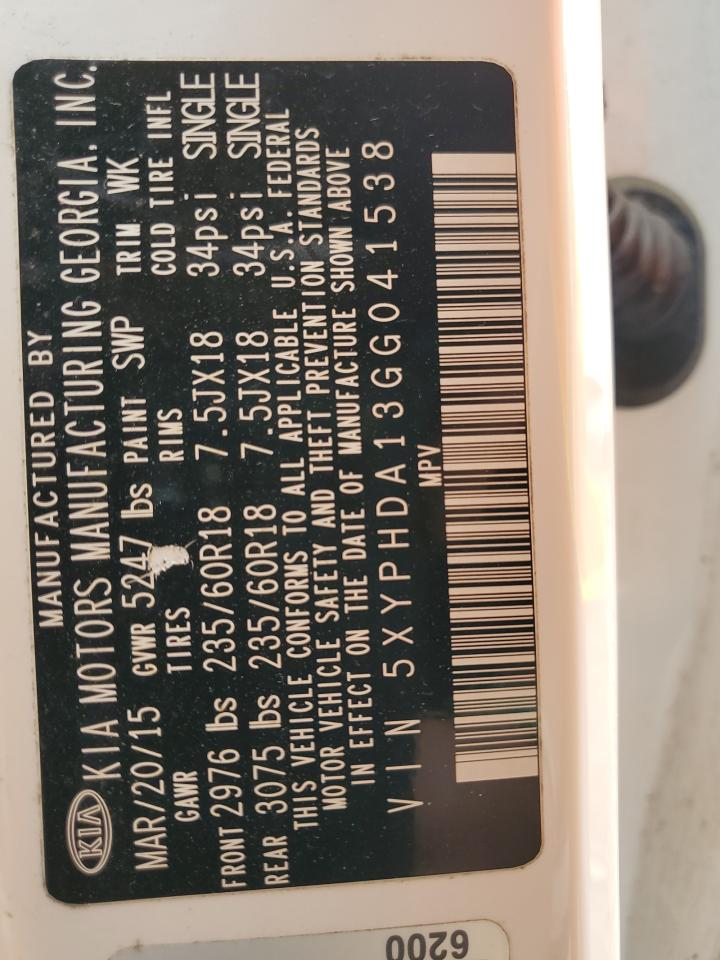 MANUFACTURED BY
KIA KIA MOTORS MANUFACTURING GEORGIA, INC.
MAR/20/15 GVWR 5247 lbs PAINT SWP TRIM WK
GAWR TIRES RIMS COLD TIRE INFL
FRONT 2976 lbs 235/60R18 7.5JX18 34psi SINGLE
REAR 3075 lbs 235/60R18 7.5JX18 34psi SINGLE
THIS VEHICLE CONFORMS TO ALL APPLICABLE U.S.A. FEDERAL
MOTOR VEHICLE SAFETY AND THEFT PREVENTION STANDARDS
IN EFFECT ON THE DATE OF MANUFACTURE SHOWN ABOVE
VIN 5XYPHDA13GG041538
MPV
6200